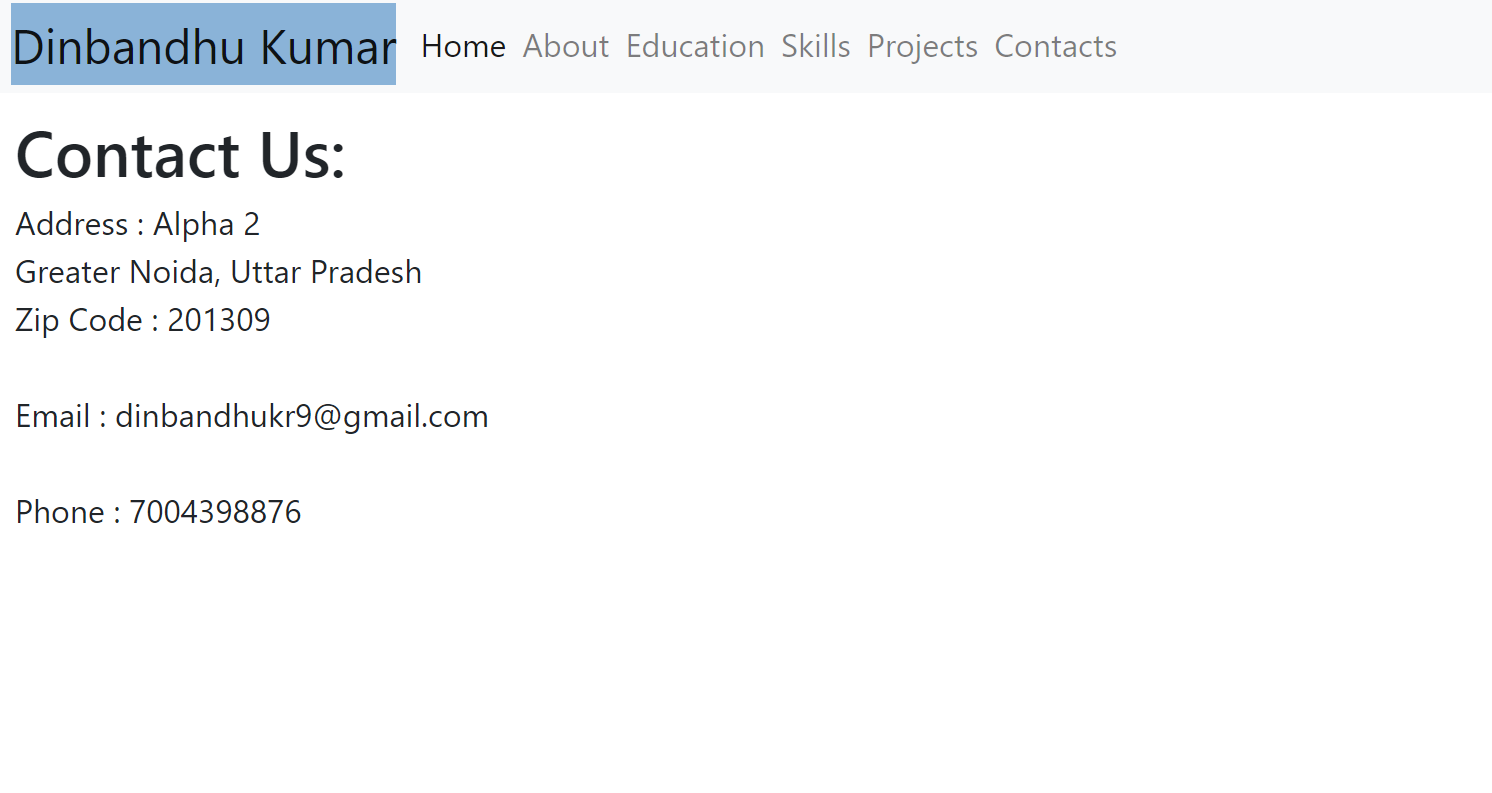 Dinbandhu Kumar Home About Education Skills Projects Contacts
Contact Us:
Address : Alpha 2
Greater Noida, Uttar Pradesh
Zip Code : 201309
Email : dinbandhukr9@gmail.com
Phone : 7004398876